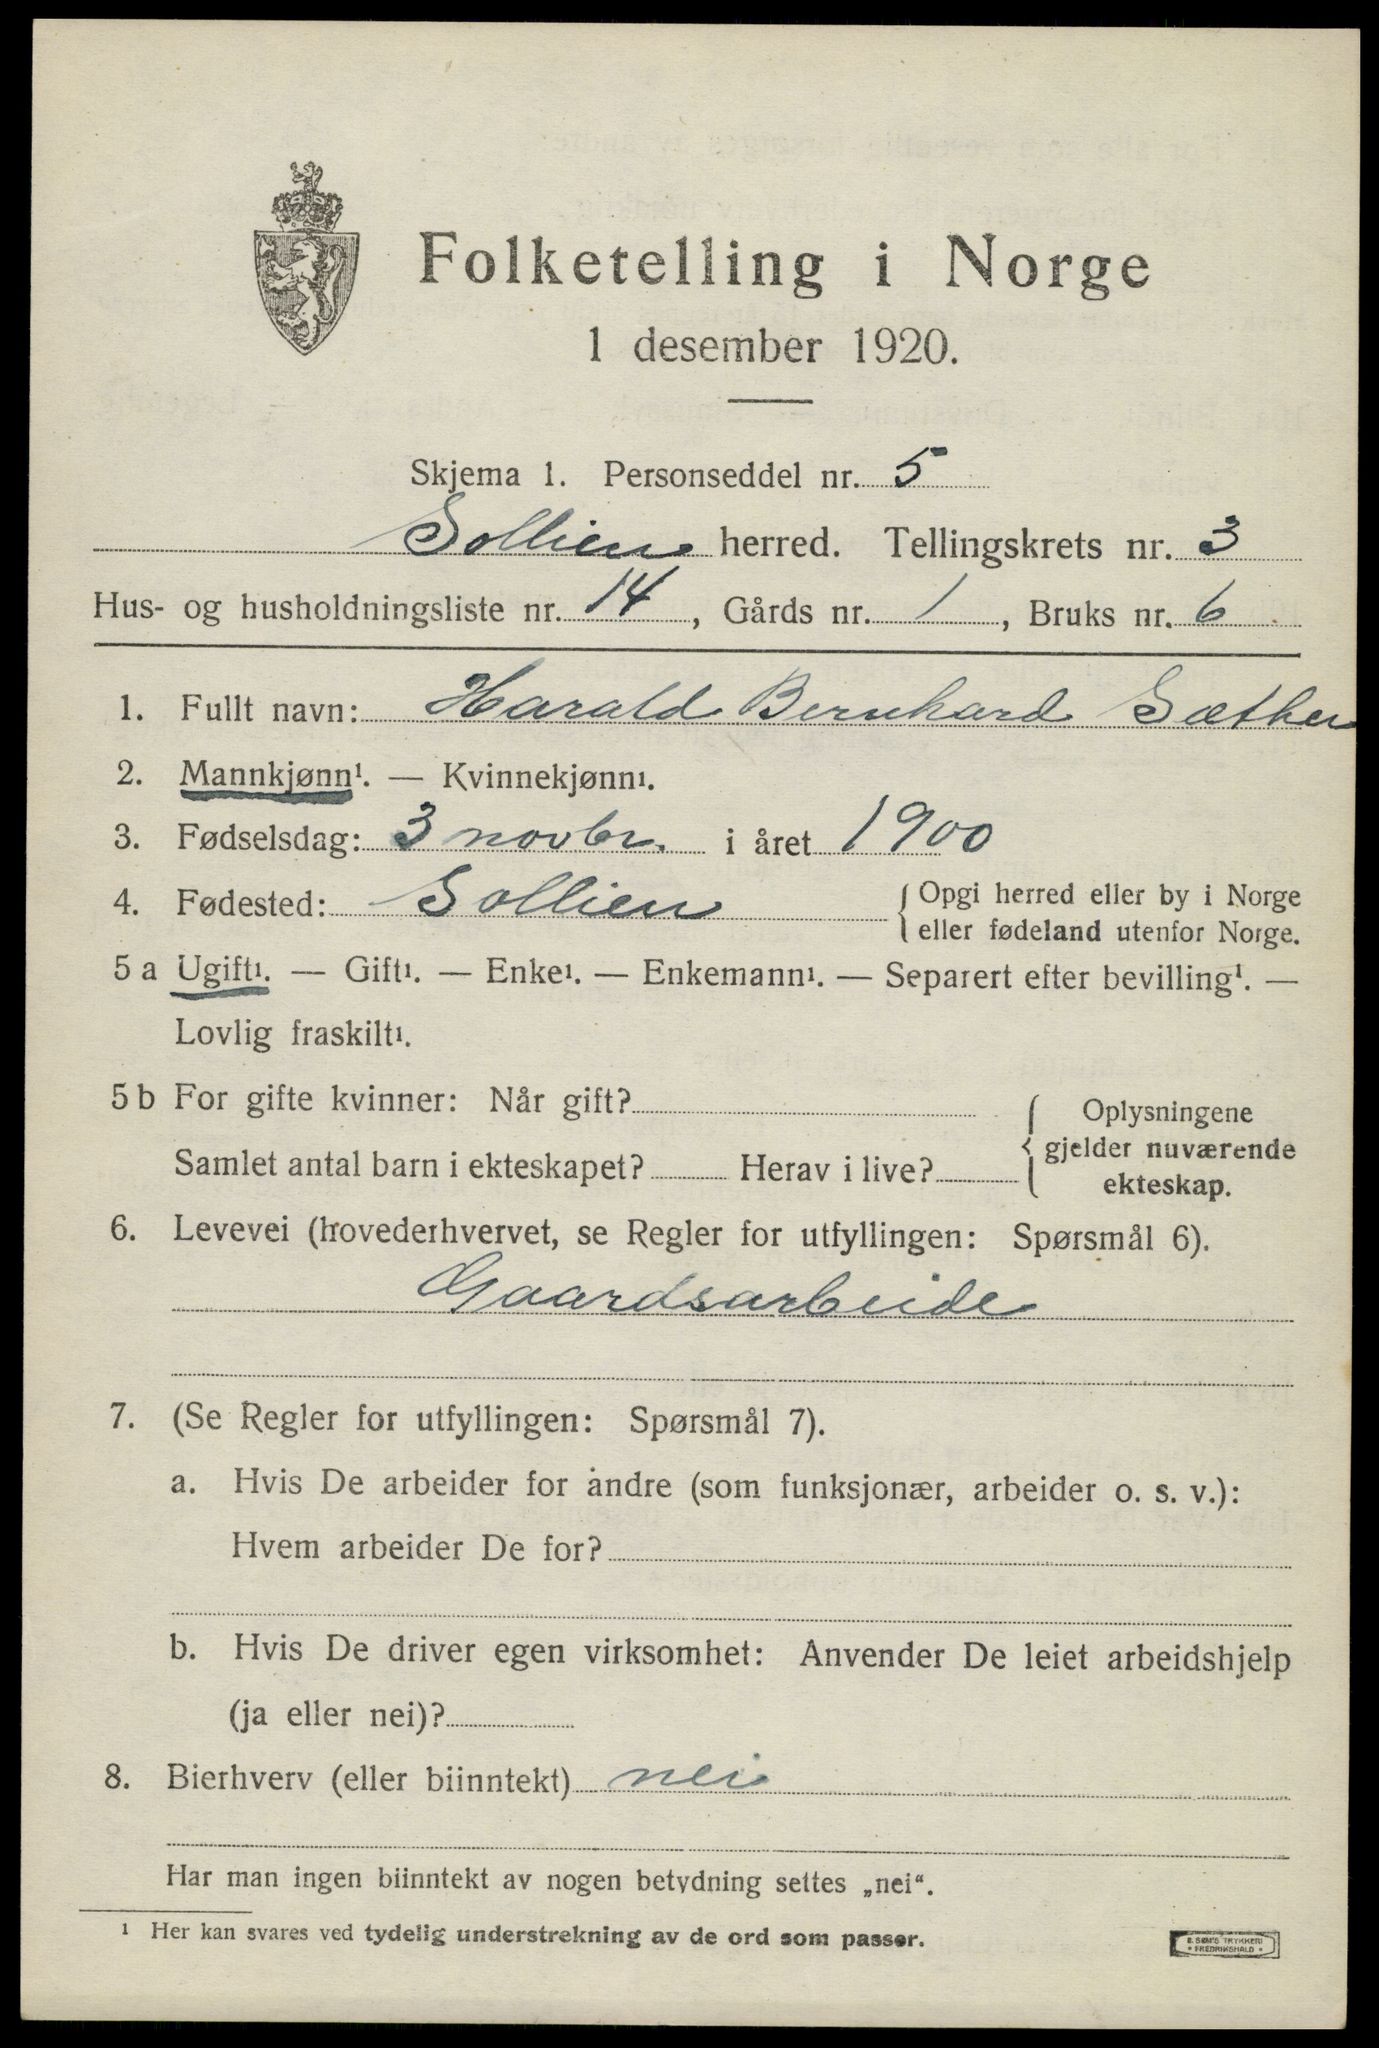 Folketelling i Norge
1 desember 1920.
Skjema 1. Personseddel nr. 5
Sollien herred. Tellingskrets nr. 3
Hus- og husholdningsliste nr. 14, Gårds nr. 1, Bruks nr. 6
1. Fullt navn: Harald Bernhard Sæther
2. Mannkjønn¹. — Kvinnekjønn¹.
3. Fødselsdag: 3 novbr. i året 1900
4. Fødested: Sollien { Opgi herred eller by i Norge
eller fødeland utenfor Norge.
5 a Ugift¹. — Gift¹. — Enke¹. — Enkemann¹. — Separert efter bevilling¹. —
Lovlig fraskilt¹.
5 b For gifte kvinner: Når gift?
Samlet antal barn i ekteskapet? Herav i live?
{ Oplysningene
gjelder nuværende
ekteskap.
6. Levevei (hovederhvervet, se Regler for utfyllingen: Spørsmål 6).
Gaardsarbeide
7. (Se Regler for utfyllingen: Spørsmål 7).
a. Hvis De arbeider for andre (som funksjonær, arbeider o. s. v.):
Hvem arbeider De for?
b. Hvis De driver egen virksomhet: Anvender De leiet arbeidshjelp
(ja eller nei)?
8. Bierhverv (eller biinntekt) nei
Har man ingen biinntekt av nogen betydning settes „nei“.
¹ Her kan svares ved tydelig understrekning av de ord som passer.
E. SØM'S TRYKKERI
• FREDRIKSHALD •